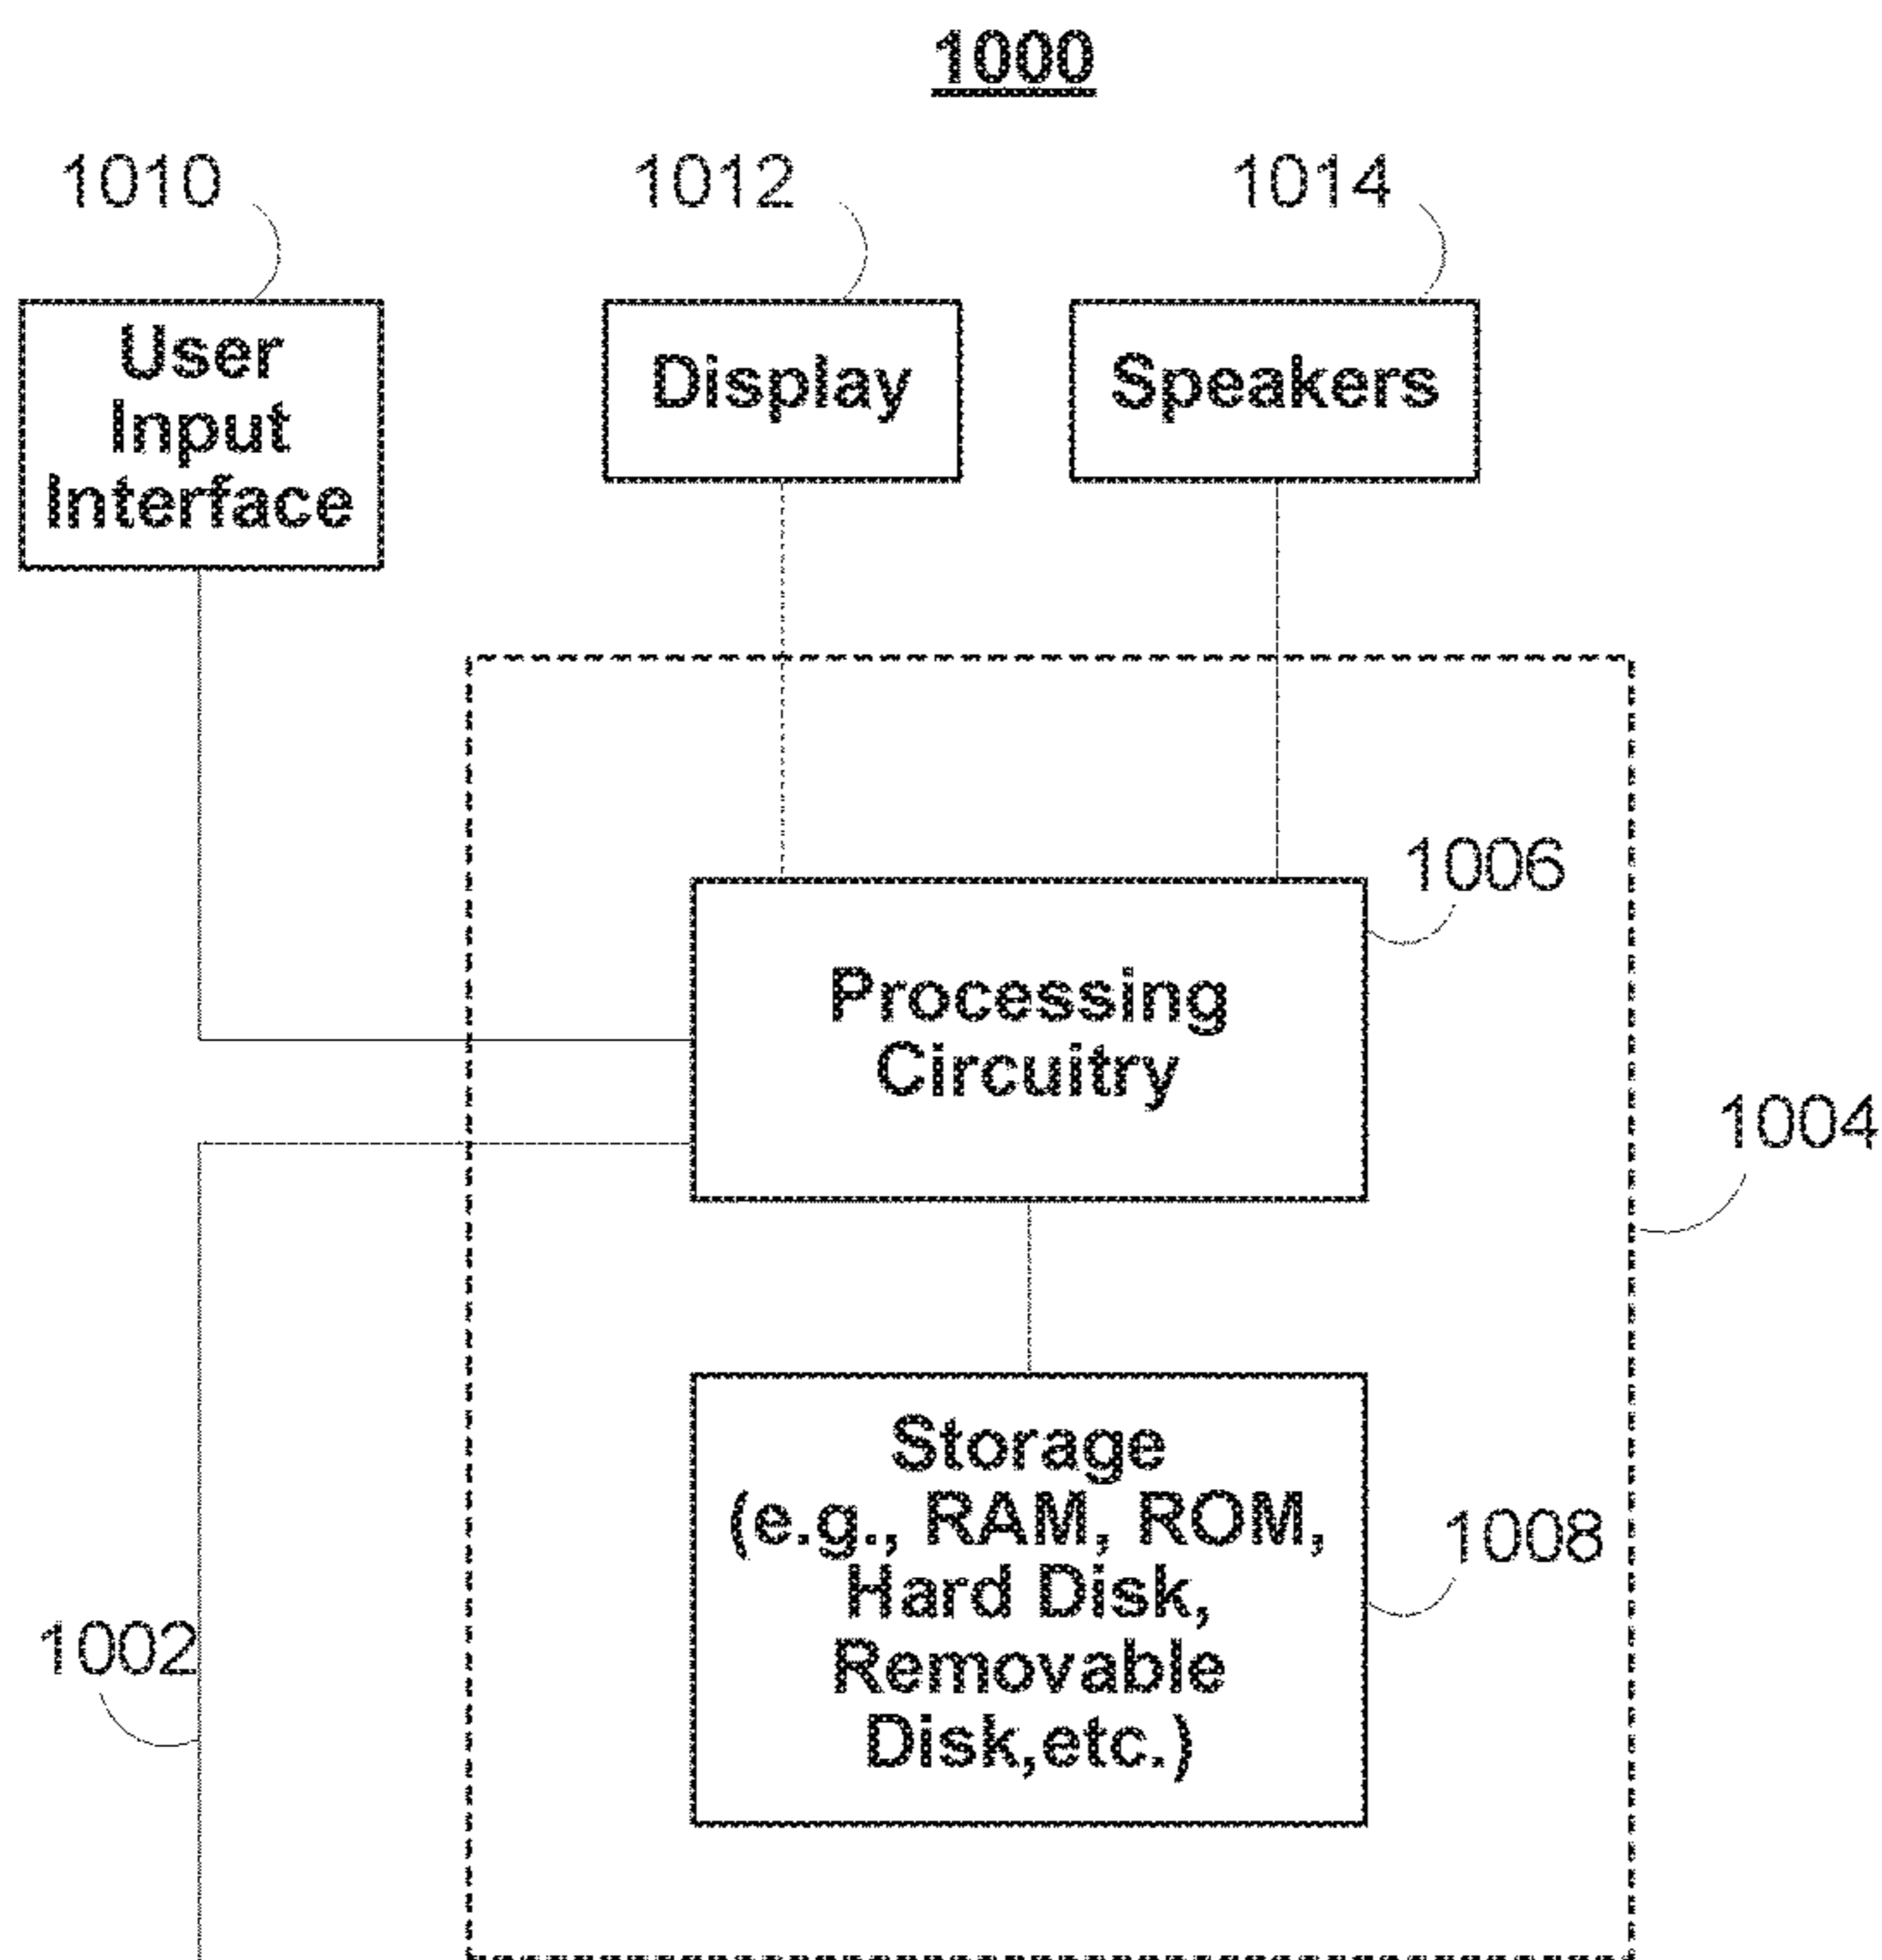 1000
1010
1012
1014
User
Input
Interface
Display
Speakers
1006
Processing
Circuitry
1004
Storage
(e.g., RAM, ROM,
Hard Disk,
Removable
Disk,etc.)
1008
1002